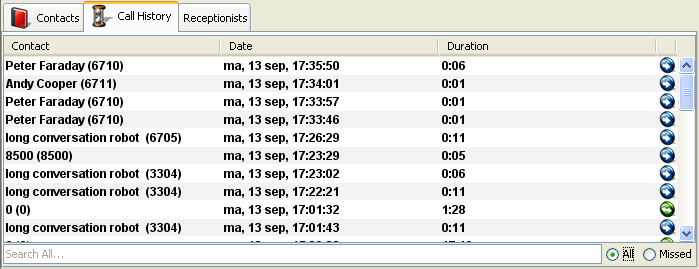 Contacts Call History Receptionists
Contact Date Duration
Peter Faraday (6710) ma, 13 sep, 17:35:50 0:06
Andy Cooper (6711) ma, 13 sep, 17:34:01 0:01
Peter Faraday (6710) ma, 13 sep, 17:33:57 0:01
Peter Faraday (6710) ma, 13 sep, 17:33:46 0:01
long conversation robot (6705) ma, 13 sep, 17:26:29 0:11
8500 (8500) ma, 13 sep, 17:23:29 0:05
long conversation robot (3304) ma, 13 sep, 17:23:02 0:06
long conversation robot (3304) ma, 13 sep, 17:22:21 0:11
0 (0) ma, 13 sep, 17:01:32 1:28
long conversation robot (3304) ma, 13 sep, 17:01:43 0:11
Search All... All Missed